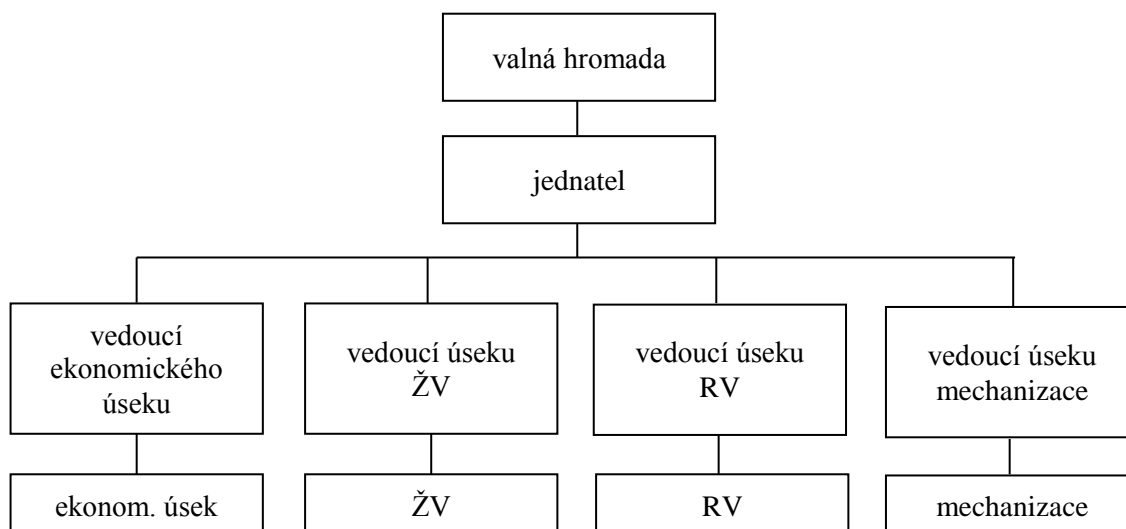 valná hromada
jednatel
vedoucí
ekonomického
úseku
vedoucí úseku
ŽV
vedoucí úseku
RV
vedoucí úseku
mechanizace
ekonom. úsek
ŽV
RV
mechanizace